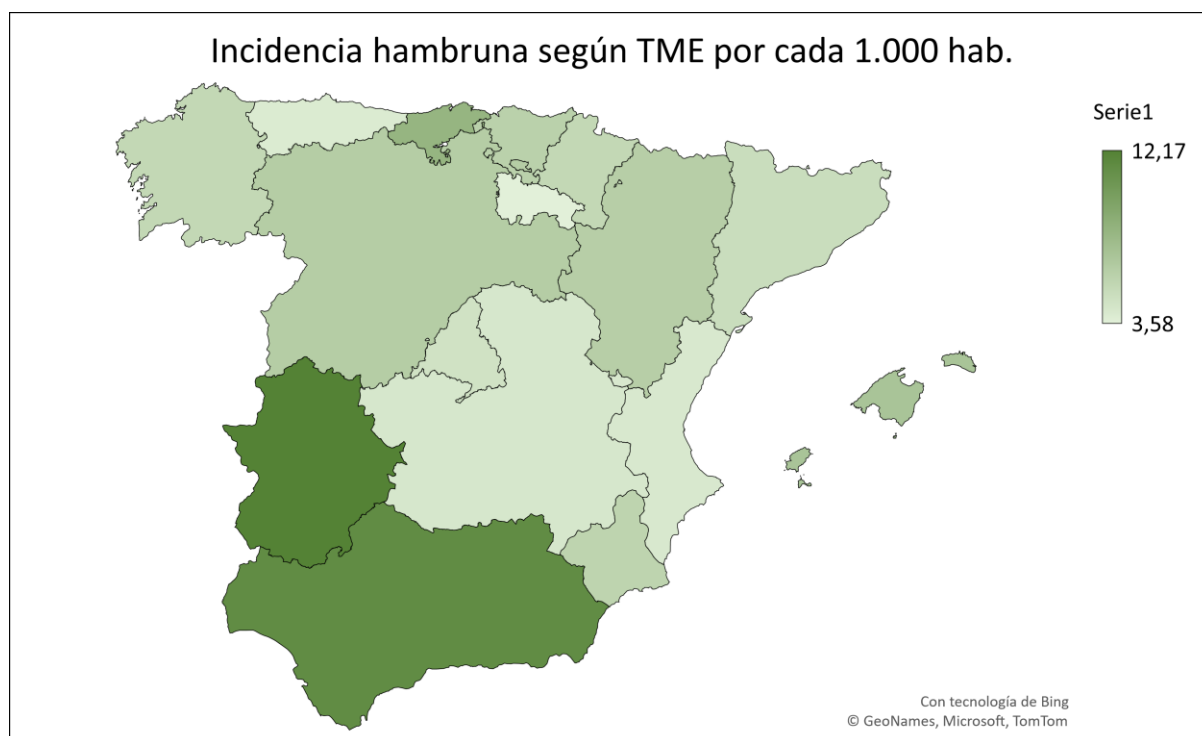 Incidencia hambruna según TME por cada 1.000 hab.
Serie1
12,17
3,58
Con tecnología de Bing
© GeoNames, Microsoft, TomTom